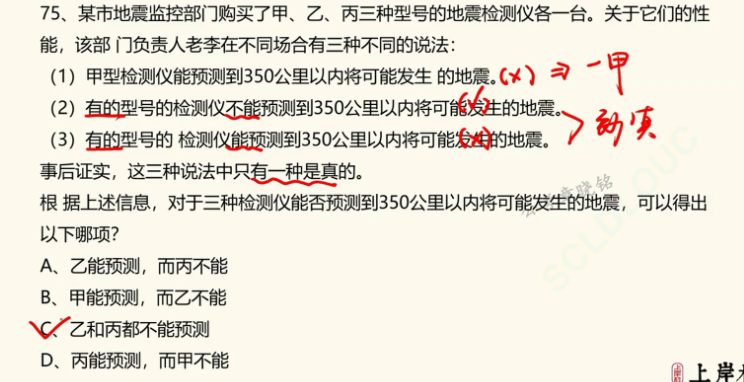 75、某市地震监控部门购买了甲、乙、丙三种型号的地震检测仪各一台。关于它们的性
能，该部 门负责人老李在不同场合有三种不同的说法：
（1）甲型检测仪能预测到350公里以内将可能发生 的地震。(×) ⇒ 一甲
（2）有的型号的检测仪不能预测到350公里以内将可能发生的地震。(√)
（3）有的型号的 检测仪能预测到350公里以内将可能发生的地震。(×)
事后证实，这三种说法中只有一种是真的。
根 据上述信息，对于三种检测仪能否预测到350公里以内将可能发生的地震，可以得出
以下哪项？
A、乙能预测，而丙不能
B、甲能预测，而乙不能
C、乙和丙都不能预测
D、丙能预测，而甲不能
SCLD
上岸